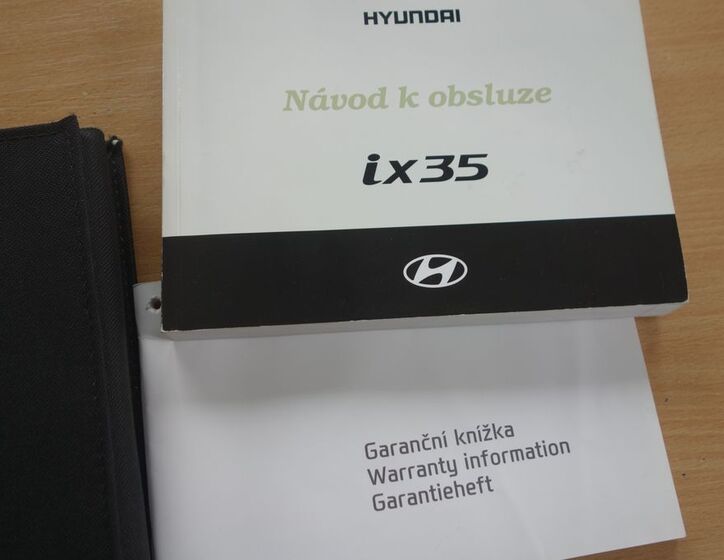 HYUNDAI
Návod k obsluze
ix35
Garanční knížka
Warranty information
Garantieheft